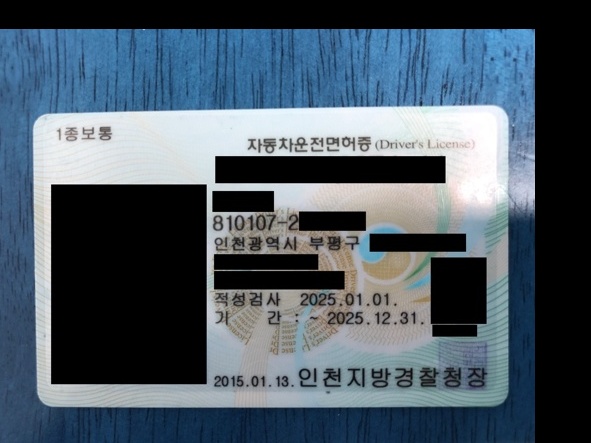 1종보통
자동차운전면허증 (Driver's License)
810107-2
인천광역시 부평구
적성검사 2025.01.01.
기 간 : ~ 2025.12.31.
2015.01.13. 인천지방경찰청장